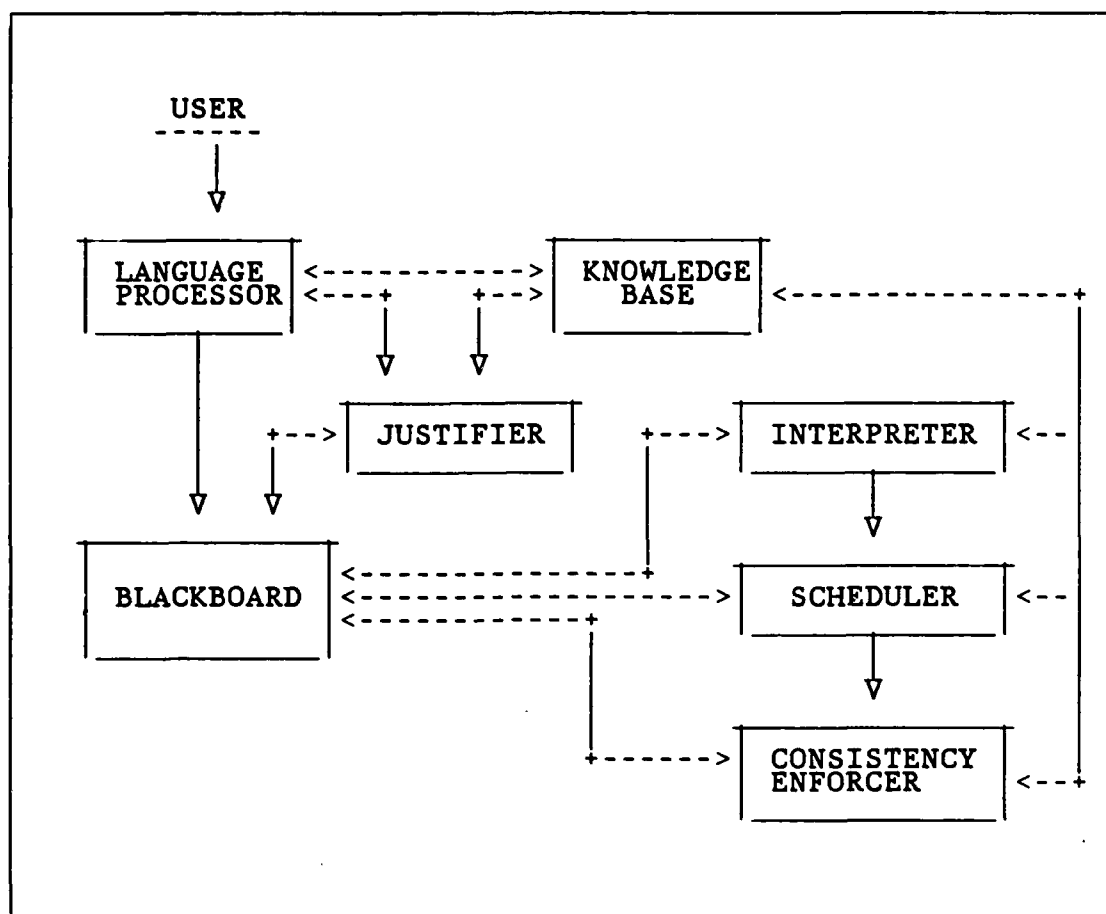 USER
LANGUAGE
PROCESSOR
KNOWLEDGE
BASE
JUSTIFIER
INTERPRETER
BLACKBOARD
SCHEDULER
CONSISTENCY
ENFORCER